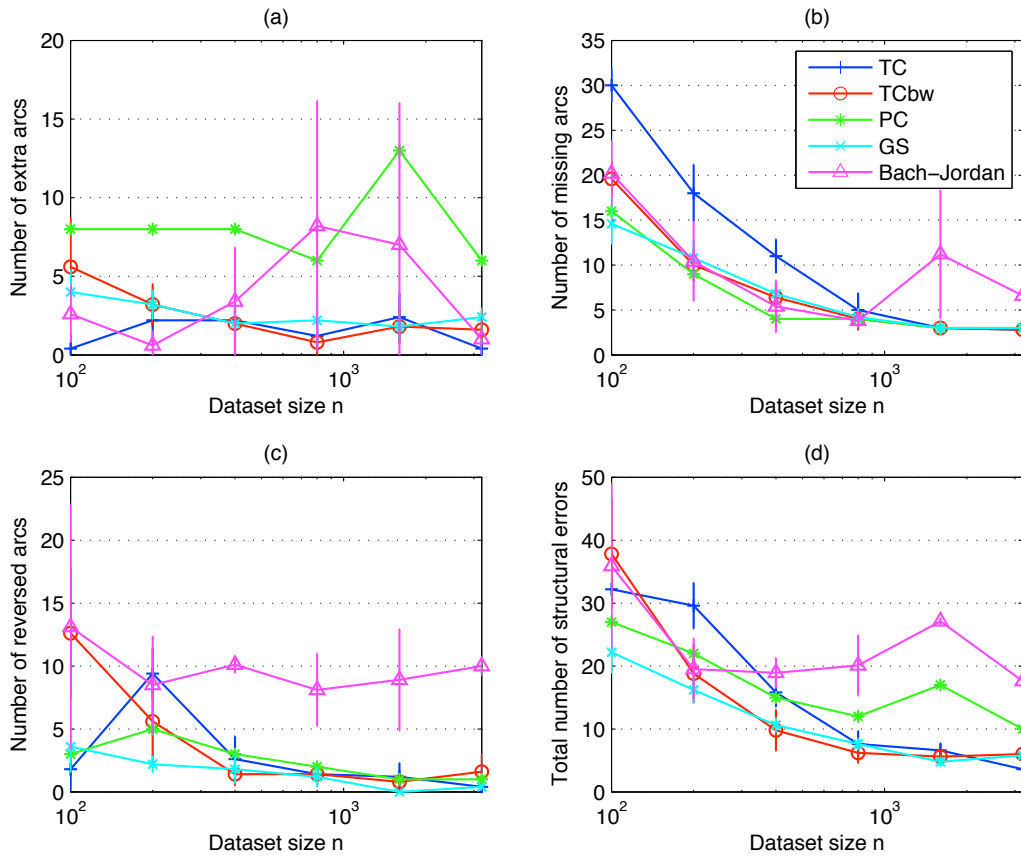 (a)
Number of extra arcs
20
15
10
5
0
10^2
10^3
Dataset size n
(b)
Number of missing arcs
35
30
25
20
15
10
5
0
10^2
10^3
Dataset size n
TC
TCbw
PC
GS
Bach−Jordan
(c)
Number of reversed arcs
25
20
15
10
5
0
10^2
10^3
Dataset size n
(d)
Total number of structural errors
50
40
30
20
10
0
10^2
10^3
Dataset size n